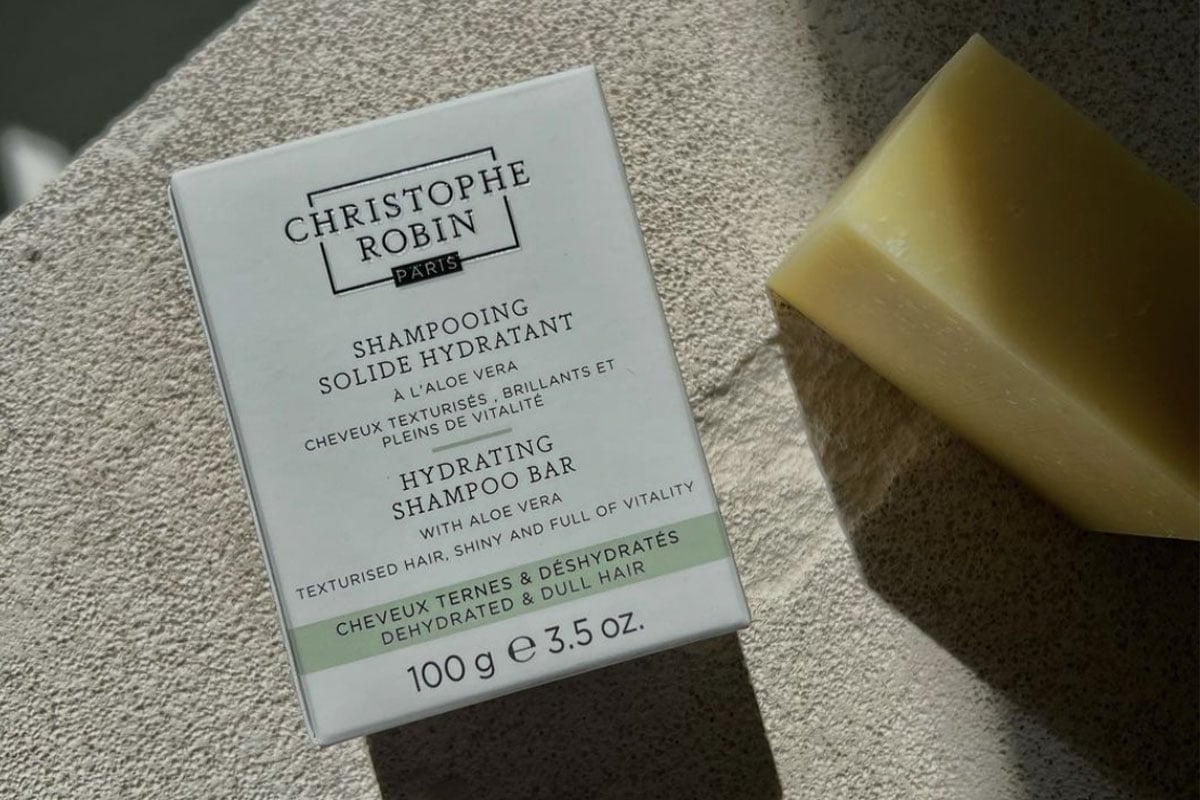 CHRISTOPHE
ROBIN
PARIS
SHAMPOOING
SOLIDE HYDRATANT
À L'ALOE VERA
CHEVEUX TEXTURISÉS , BRILLANTS ET
PLEINS DE VITALITÉ
HYDRATING
SHAMPOO BAR
WITH ALOE VERA
TEXTURISED HAIR, SHINY AND FULL OF VITALITY
CHEVEUX TERNES & DÉSHYDRATÉS
DEHYDRATED & DULL HAIR
100 g ℮ 3.5 oz.